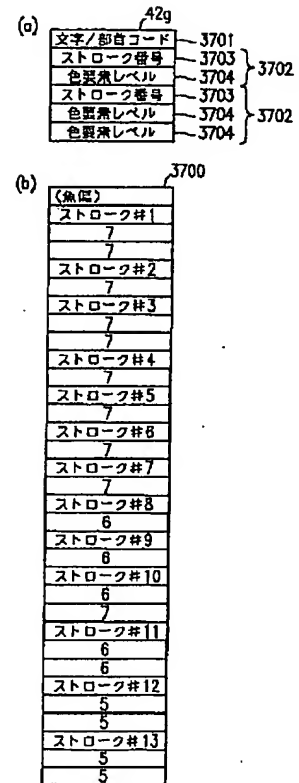 (a)
42g
文字/部首コード 3701
ストローク番号 3703
色要素レベル 3704
3702
ストローク番号 3703
色要素レベル 3704
色要素レベル 3704
3702
(b)
3700
(魚偏)
ストローク#1
7
7
ストローク#2
7
ストローク#3
7
7
ストローク#4
7
ストローク#5
7
ストローク#6
7
ストローク#7
7
ストローク#8
6
ストローク#9
6
ストローク#10
6
7
ストローク#11
6
6
ストローク#12
5
5
ストローク#13
5
5